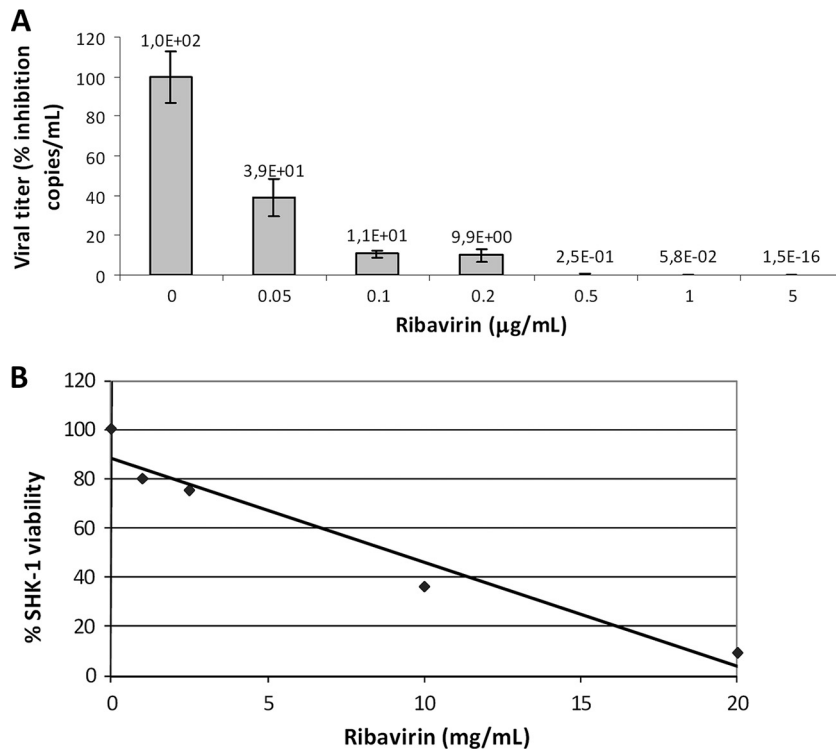 A
Viral titer (% inhibition
copies/mL)
120
100
80
60
40
20
0
1,0E+02
3,9E+01
1,1E+01
9,9E+00
2,5E-01
5,8E-02
1,5E-16
0 0.05 0.1 0.2 0.5 1 5
Ribavirin (µg/mL)
B
% SHK-1 viability
120
100
80
60
40
20
0
0 5 10 15 20
Ribavirin (mg/mL)